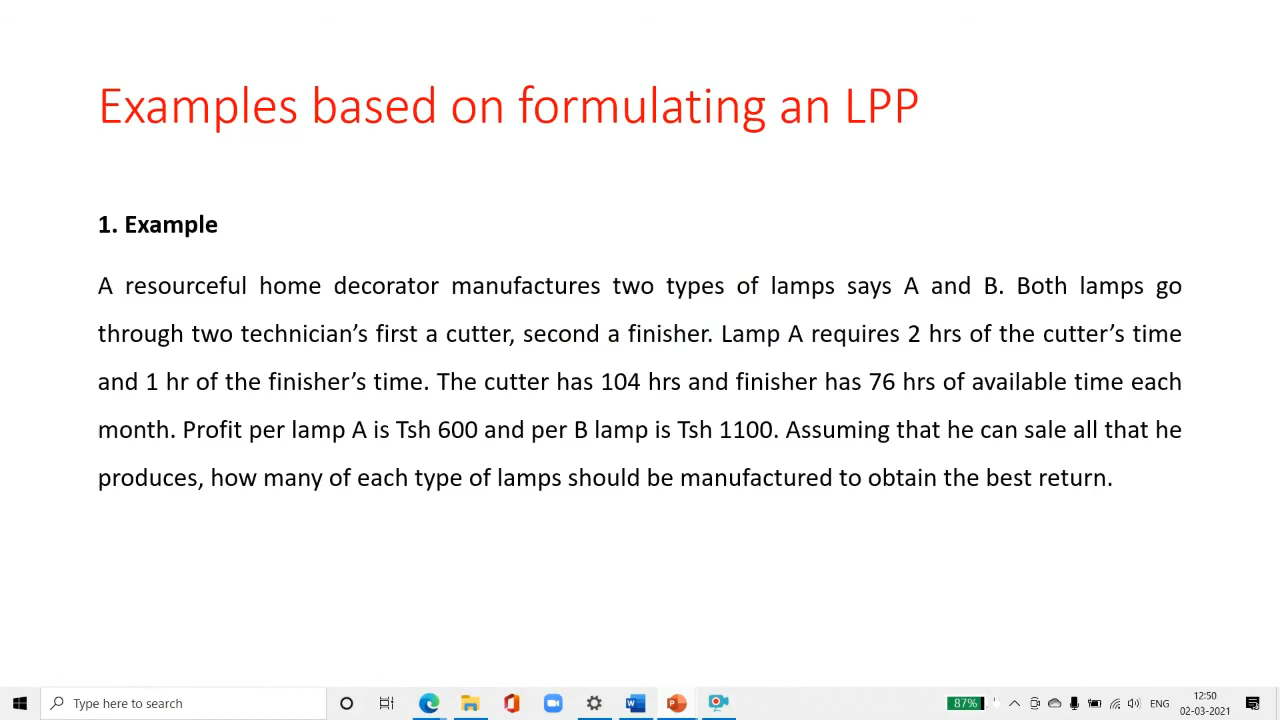 Examples based on formulating an LPP
1. Example
A resourceful home decorator manufactures two types of lamps says A and B. Both lamps go
through two technician’s first a cutter, second a finisher. Lamp A requires 2 hrs of the cutter’s time
and 1 hr of the finisher’s time. The cutter has 104 hrs and finisher has 76 hrs of available time each
month. Profit per lamp A is Tsh 600 and per B lamp is Tsh 1100. Assuming that he can sale all that he
produces, how many of each type of lamps should be manufactured to obtain the best return.
Type here to search
87%
ENG
12:50
02-03-2021